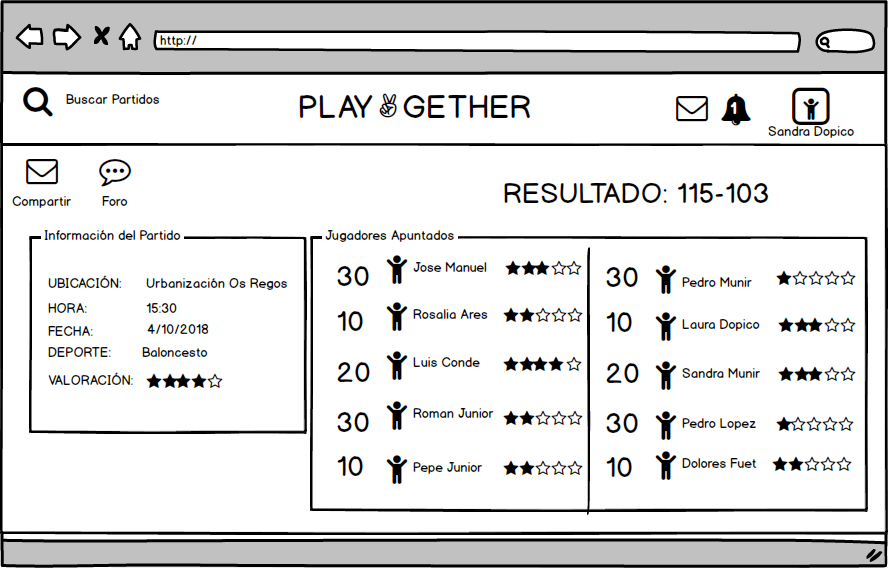 http://
Buscar Partidos
PLAY✌GETHER
1
Sandra Dopico
Compartir
Foro
RESULTADO: 115-103
Información del Partido
UBICACIÓN: Urbanización Os Regos
HORA: 15:30
FECHA: 4/10/2018
DEPORTE: Baloncesto
VALORACIÓN: ★★★★☆
Jugadores Apuntados
30 Jose Manuel ★★★☆☆
10 Rosalia Ares ★★☆☆☆
20 Luis Conde ★★★★☆
30 Roman Junior ★★☆☆☆
10 Pepe Junior ★★☆☆☆
30 Pedro Munir ★☆☆☆☆
10 Laura Dopico ★★★☆☆
20 Sandra Munir ★★★☆☆
30 Pedro Lopez ★☆☆☆☆
10 Dolores Fuet ★★☆☆☆